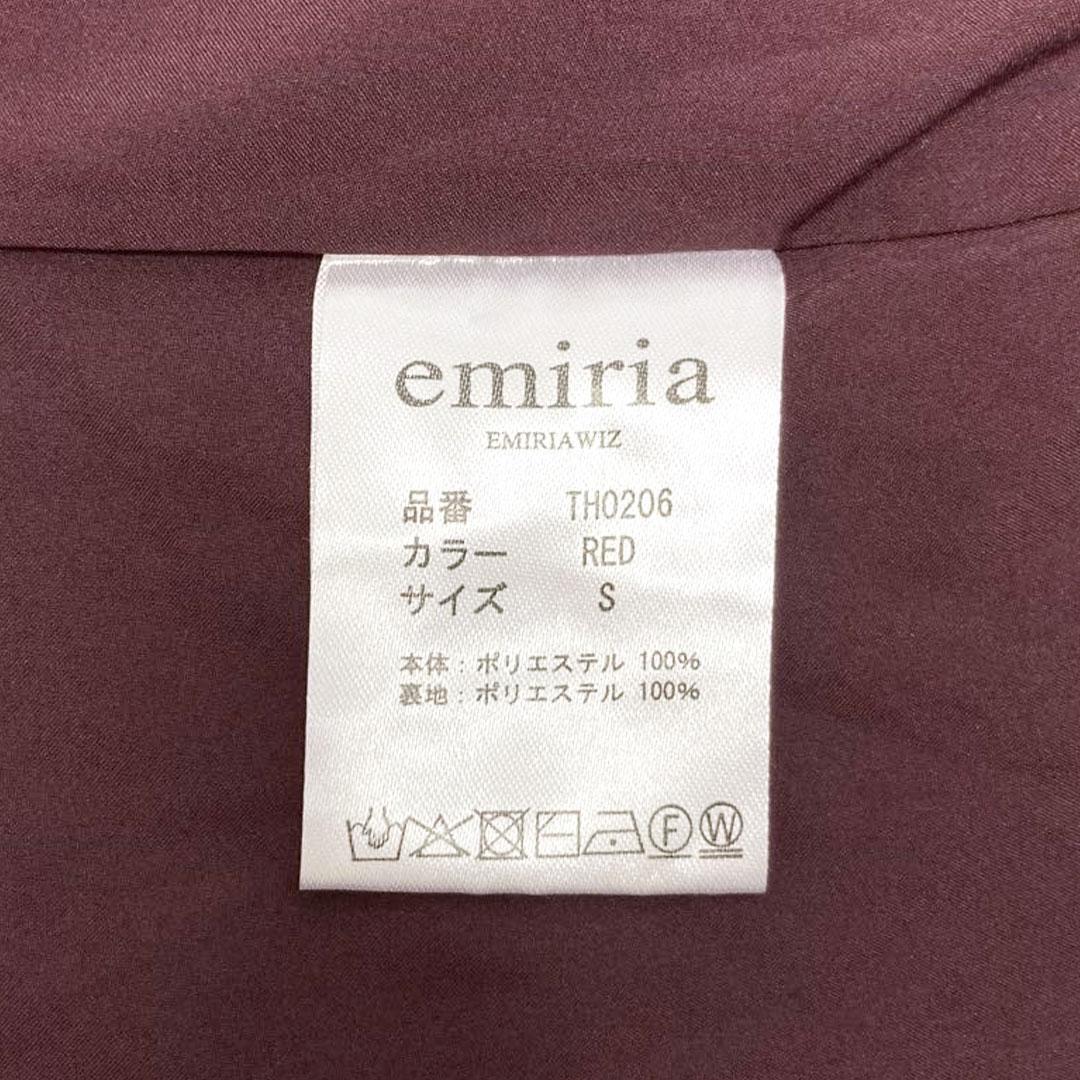 emiria
EMIRIAWIZ
品番 TH0206
カラー RED
サイズ S
本体：ポリエステル 100%
裏地：ポリエステル 100%
F W